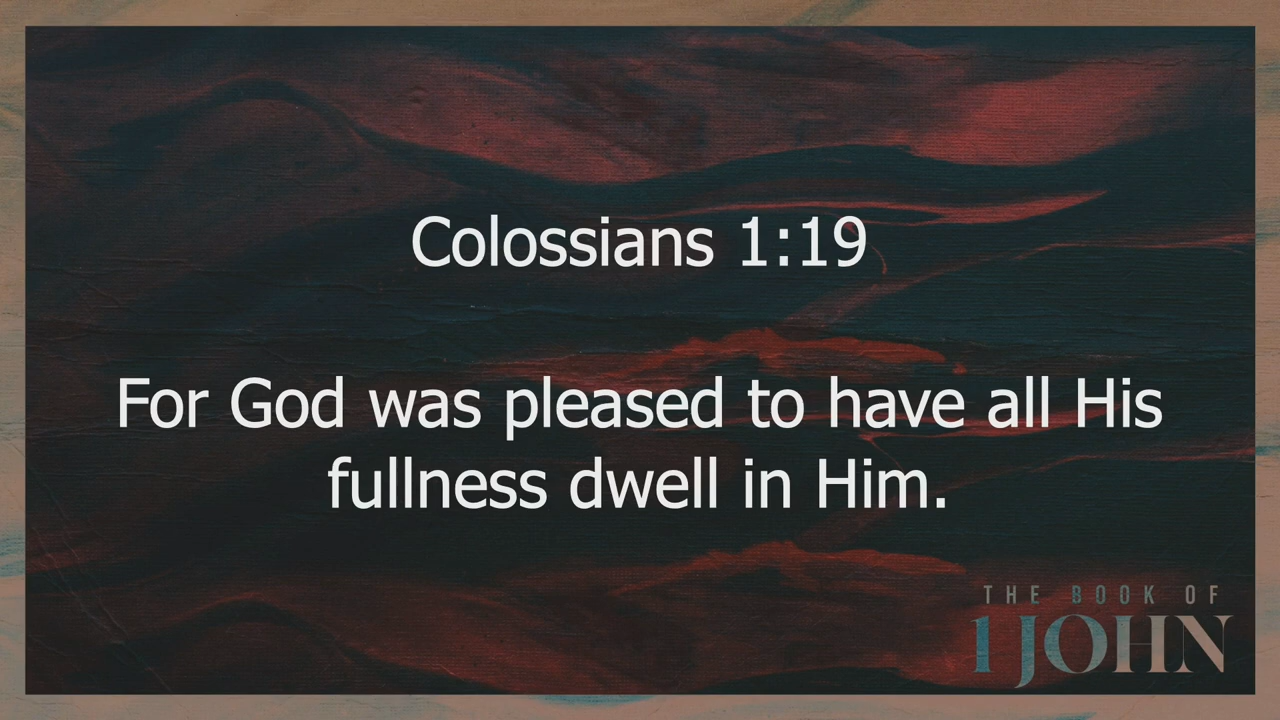 Colossians 1:19
For God was pleased to have all His
fullness dwell in Him.
THE BOOK OF
1 JOHN